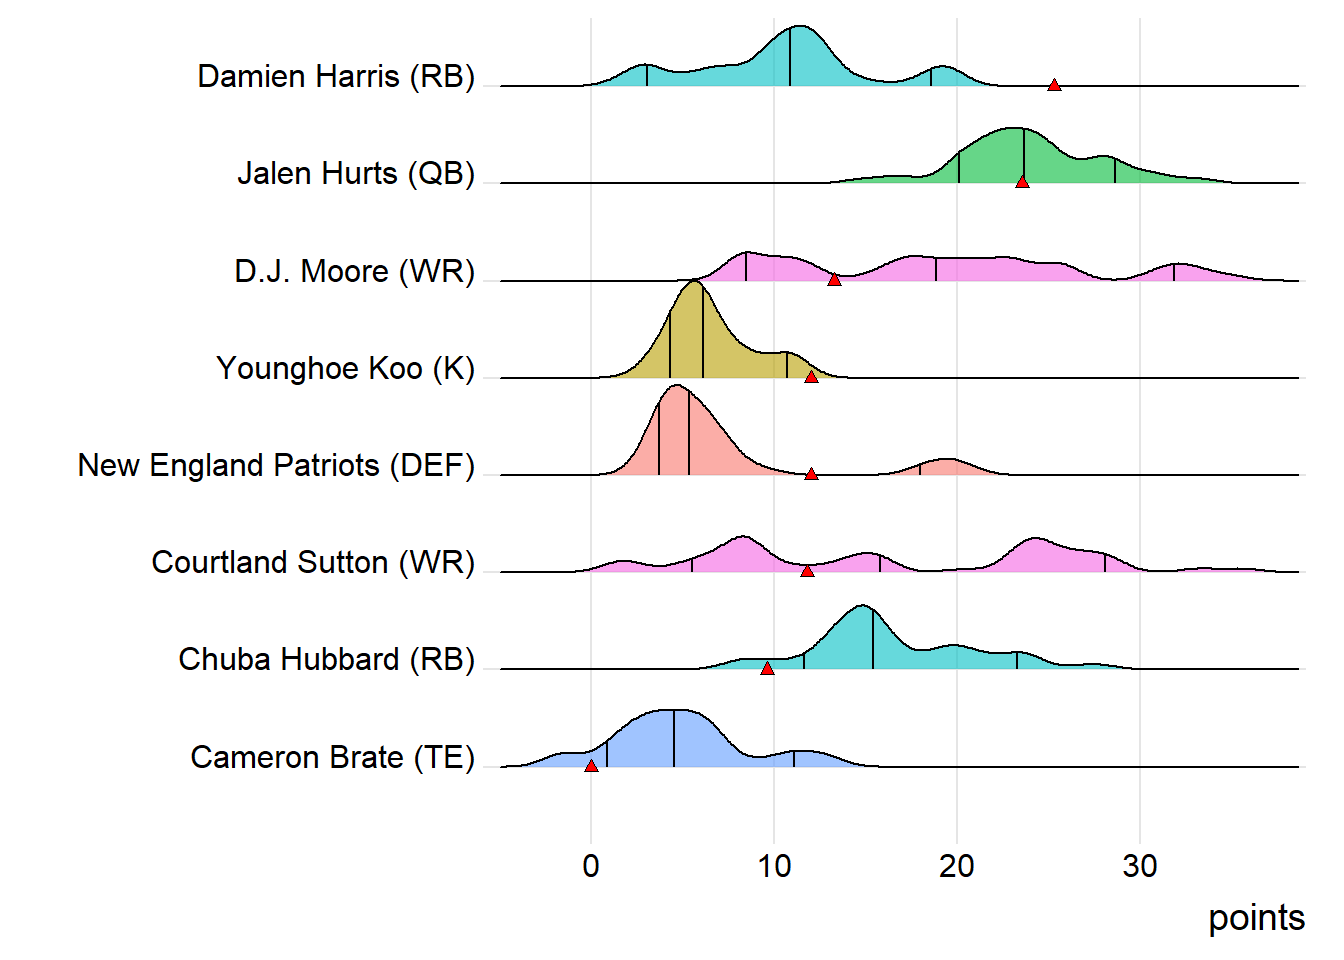 Damien Harris (RB)
Jalen Hurts (QB)
D.J. Moore (WR)
Younghoe Koo (K)
New England Patriots (DEF)
Courtland Sutton (WR)
Chuba Hubbard (RB)
Cameron Brate (TE)
0 10 20 30
points